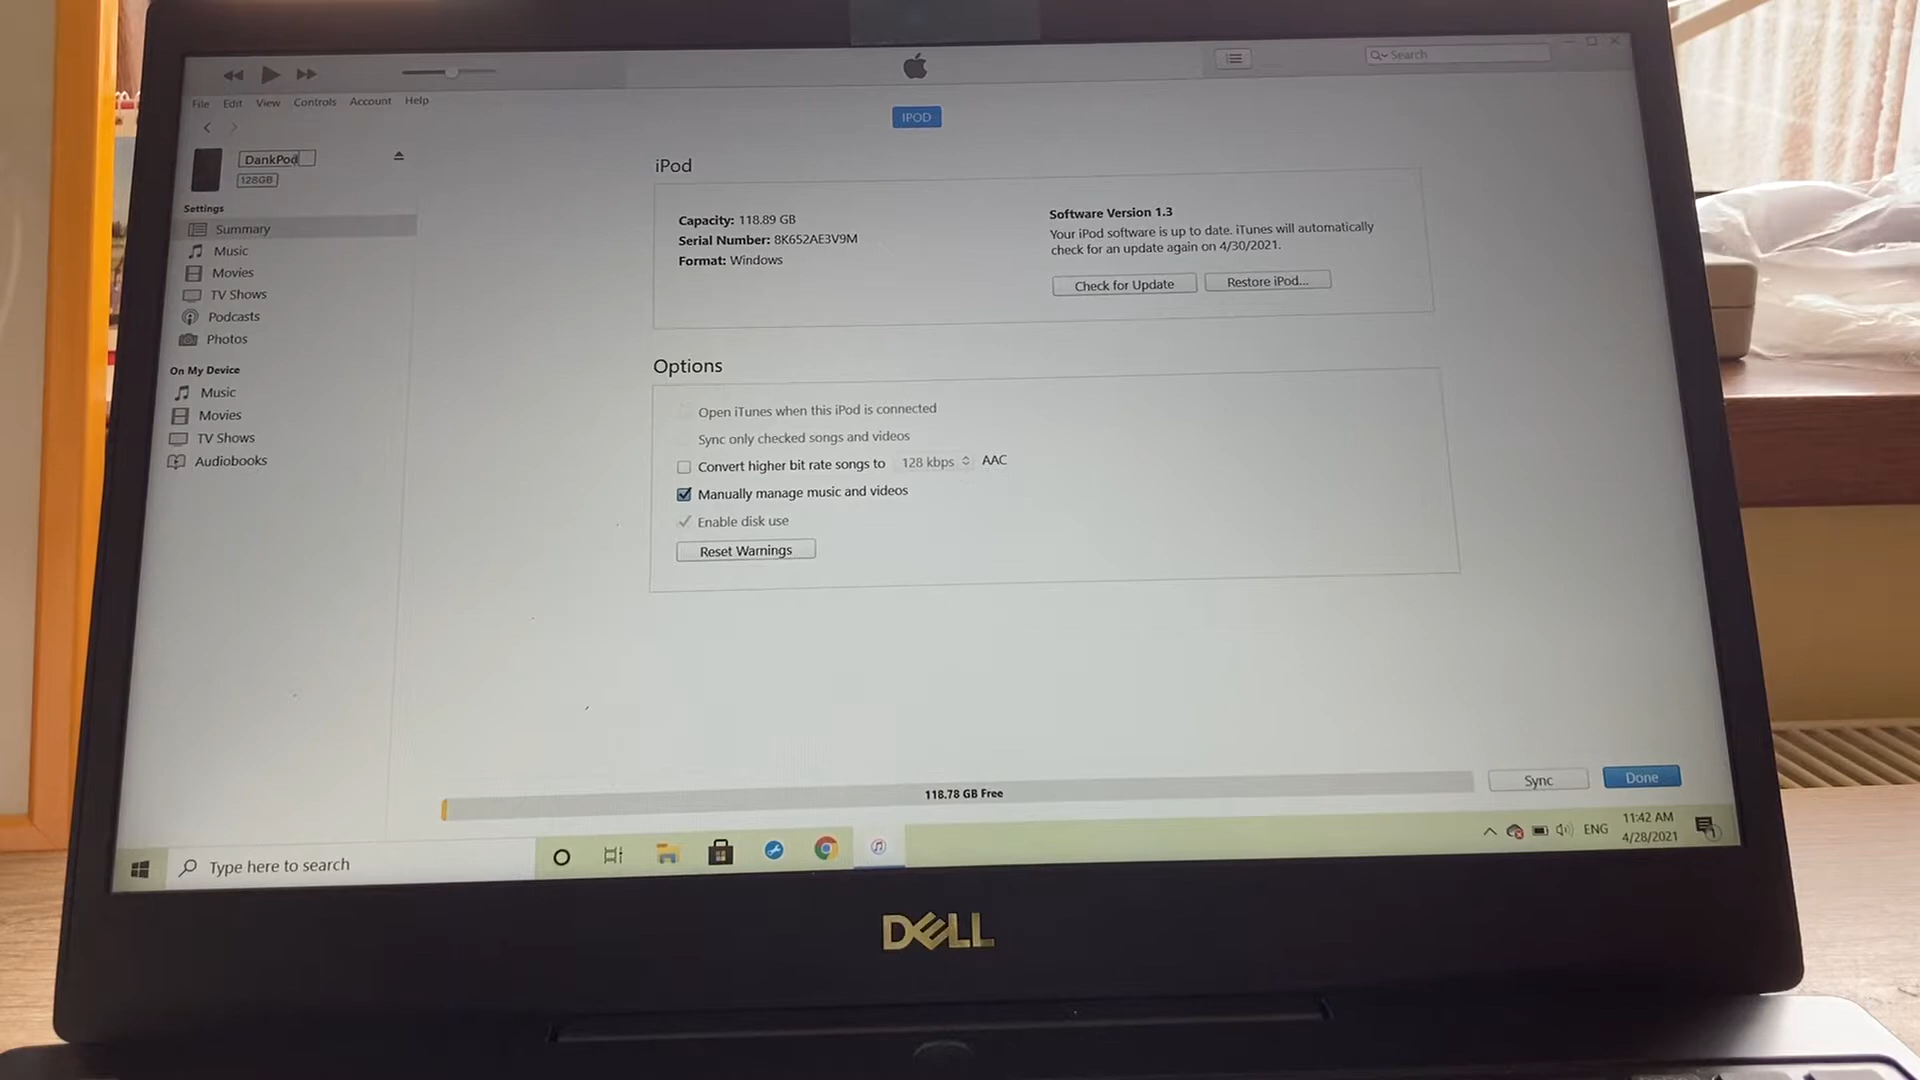 Search
File Edit View Controls Account Help
IPOD
DankPod
128GB
Settings
Summary
Music
Movies
TV Shows
Podcasts
Photos
On My Device
Music
Movies
TV Shows
Audiobooks
iPod
Capacity: 118.89 GB
Serial Number: 8K652AE3V9M
Format: Windows
Software Version 1.3
Your iPod software is up to date. iTunes will automatically
check for an update again on 4/30/2021.
Check for Update
Restore iPod...
Options
Open iTunes when this iPod is connected
Sync only checked songs and videos
Convert higher bit rate songs to 128 kbps AAC
Manually manage music and videos
Enable disk use
Reset Warnings
118.78 GB Free
Sync
Done
Type here to search
ENG
11:42 AM
4/28/2021
1
DELL